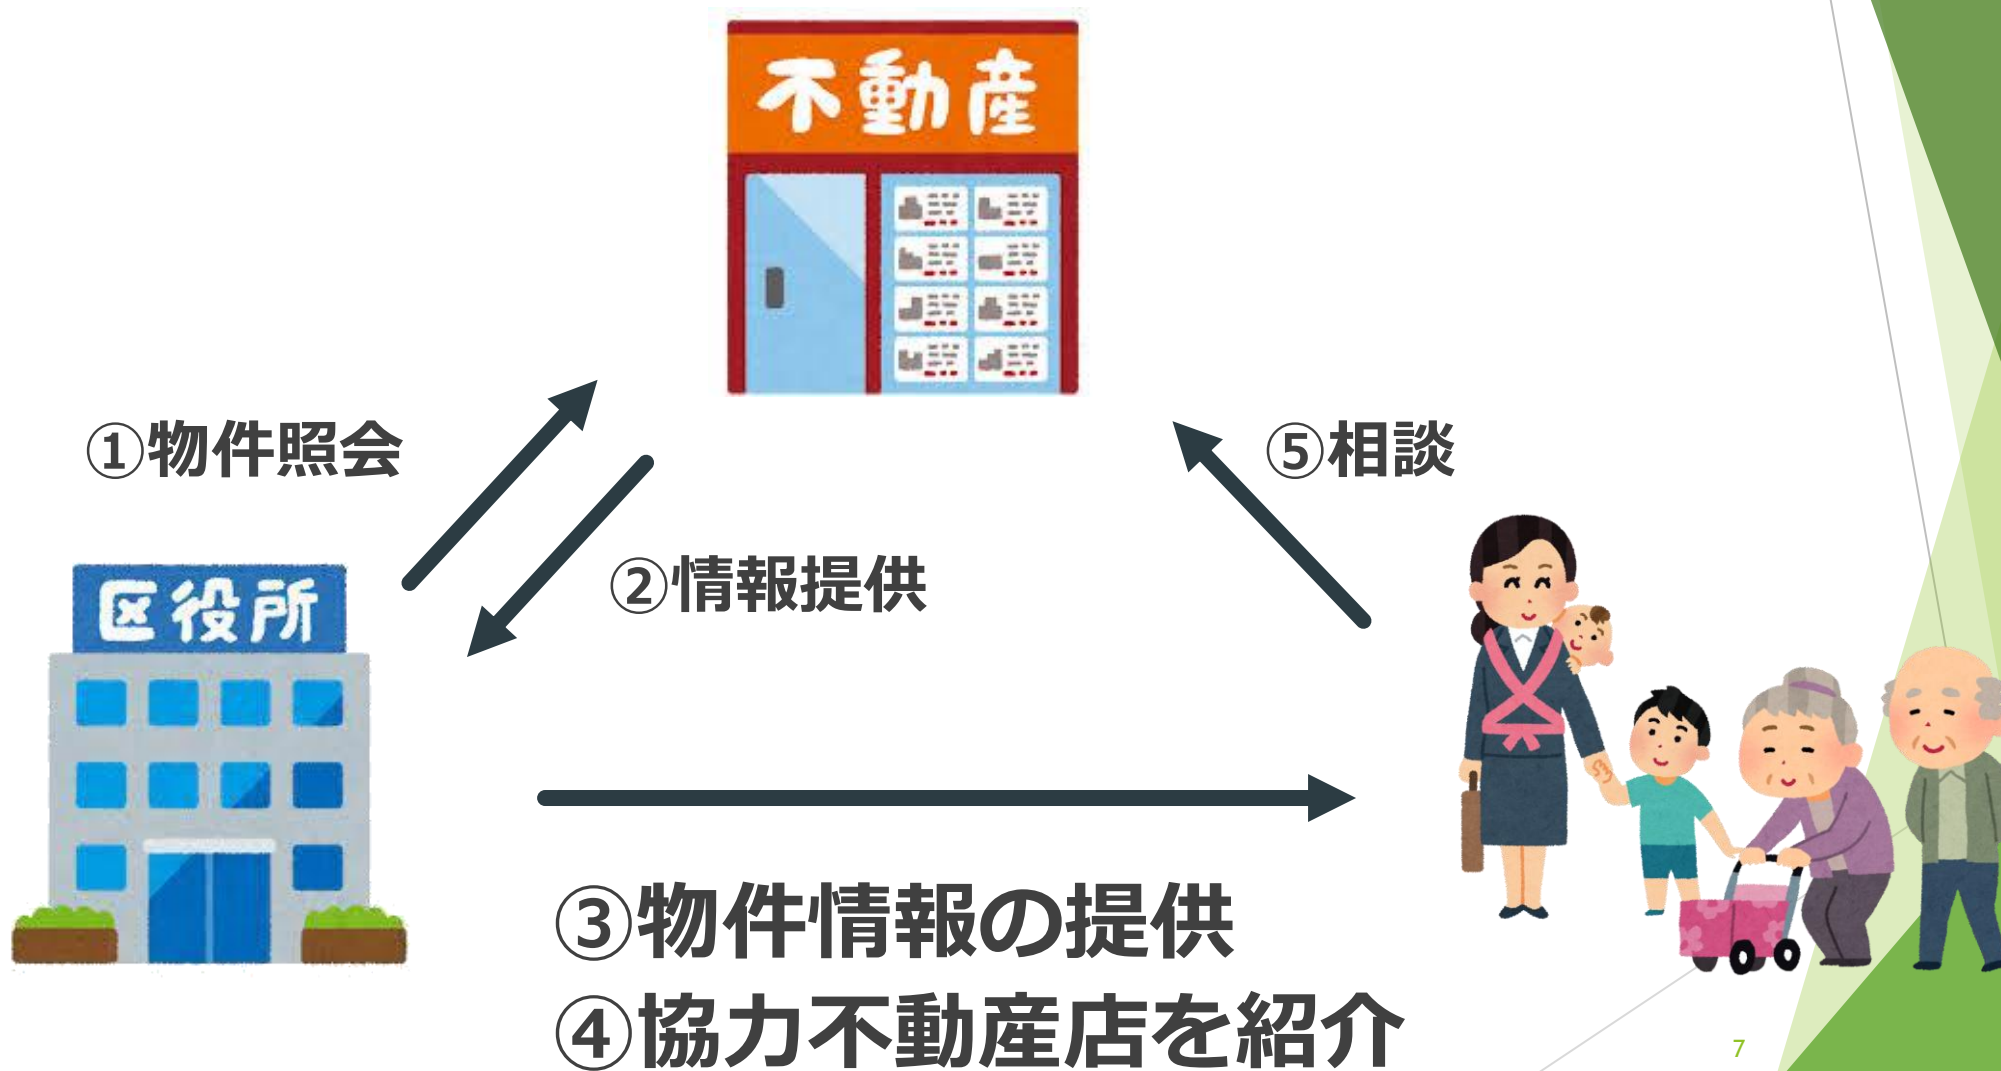 不動産
①物件照会
⑤相談
②情報提供
区役所
③物件情報の提供
④協力不動産店を紹介
7